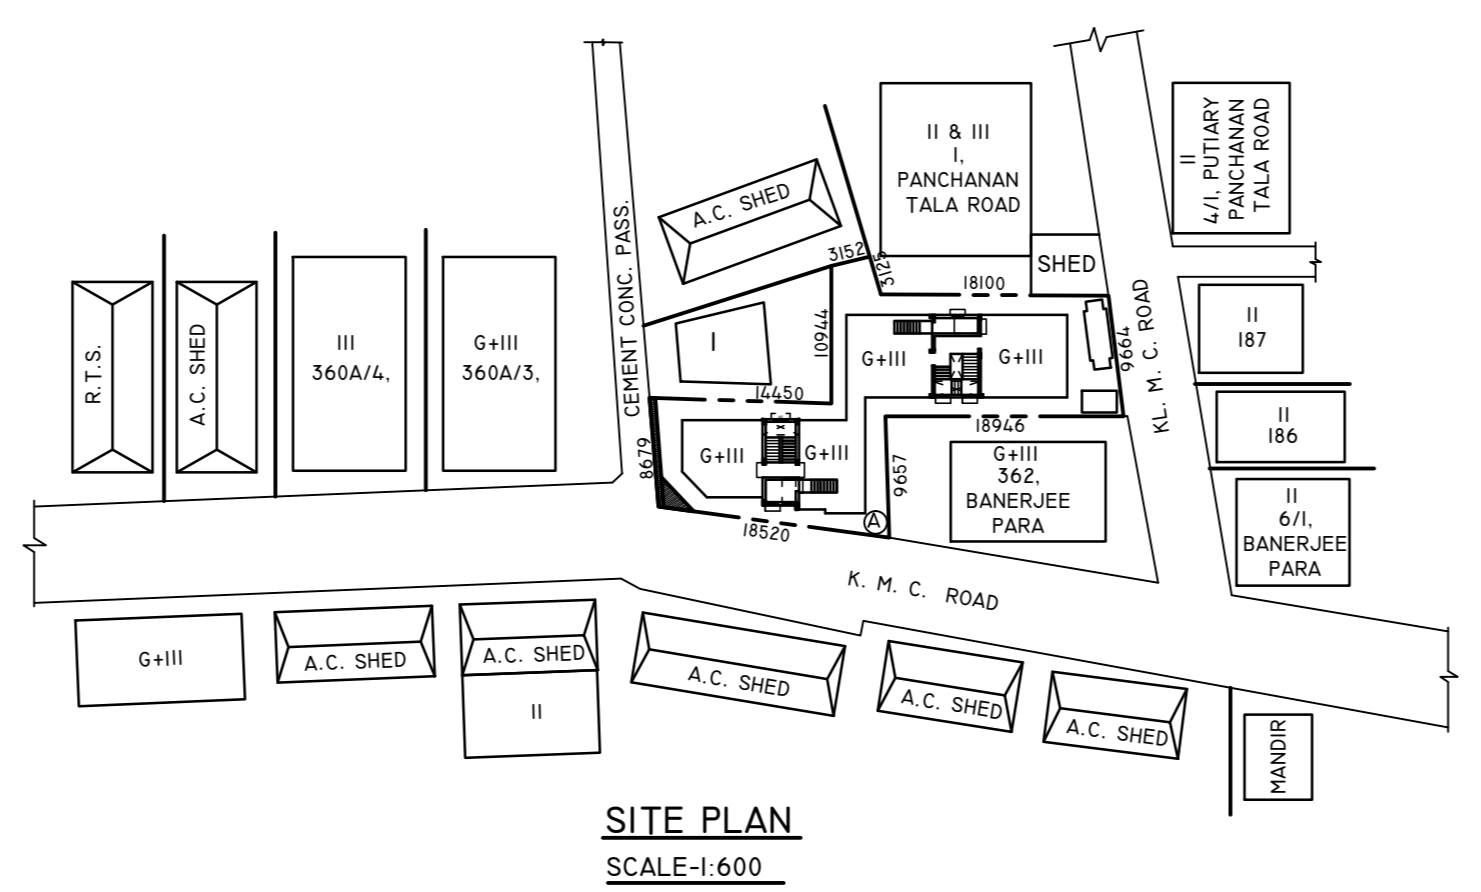 II & III
I,
PANCHANAN
TALA ROAD
II
4/I, PUTIARY
PANCHANAN
TALA ROAD
A.C. SHED
CEMENT CONC. PASS.
3152
3125
18100
SHED
KL. M. C. ROAD
9664
II
187
R.T.S.
A.C. SHED
III
360A/4,
G+III
360A/3,
I
10944
G+III
G+III
14450
18946
II
186
8679
G+III
G+III
9657
G+III
362,
BANERJEE
PARA
II
6/I,
BANERJEE
PARA
A
18520
K. M. C. ROAD
G+III
A.C. SHED
A.C. SHED
II
A.C. SHED
A.C. SHED
A.C. SHED
MANDIR
SITE PLAN
SCALE-I:600